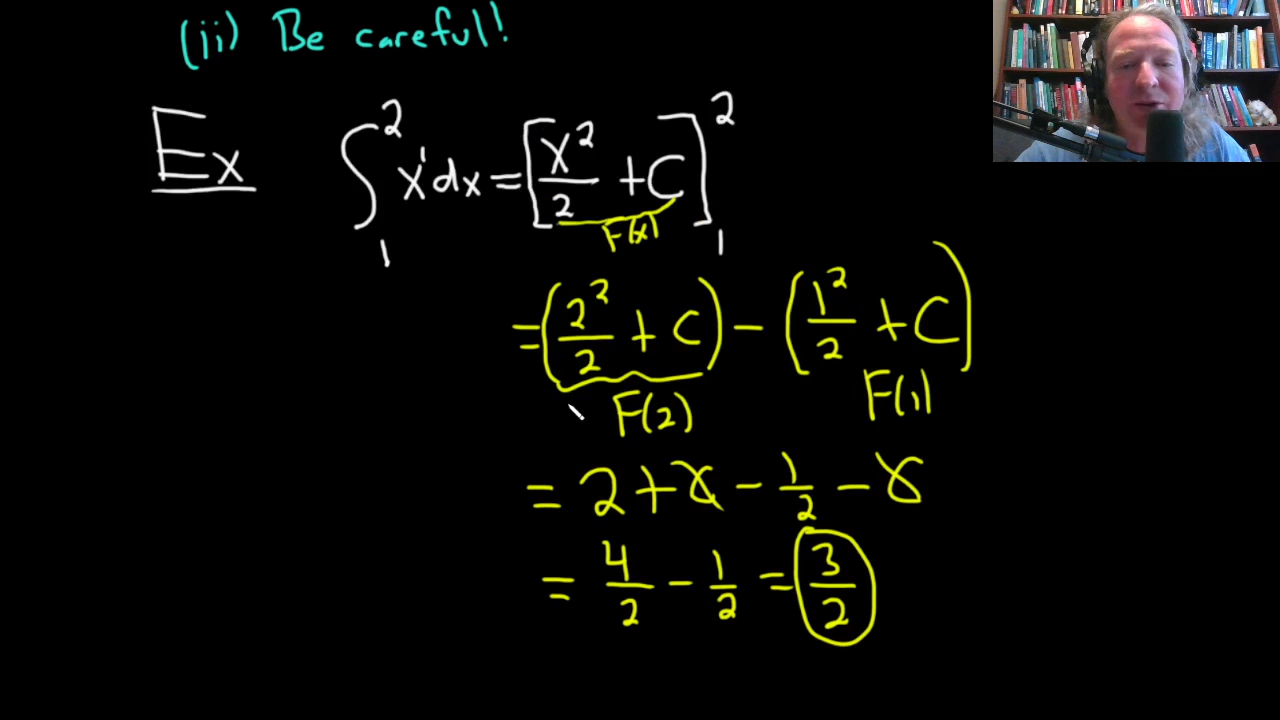 (ii) Be careful!
Ex ∫₁² x¹dx = [x²/2 + C]₁²
F(x)
= (2²/2 + C) - (1²/2 + C)
F(2) F(1)
= 2 + C - 1/2 - C
= 4/2 - 1/2 = 3/2